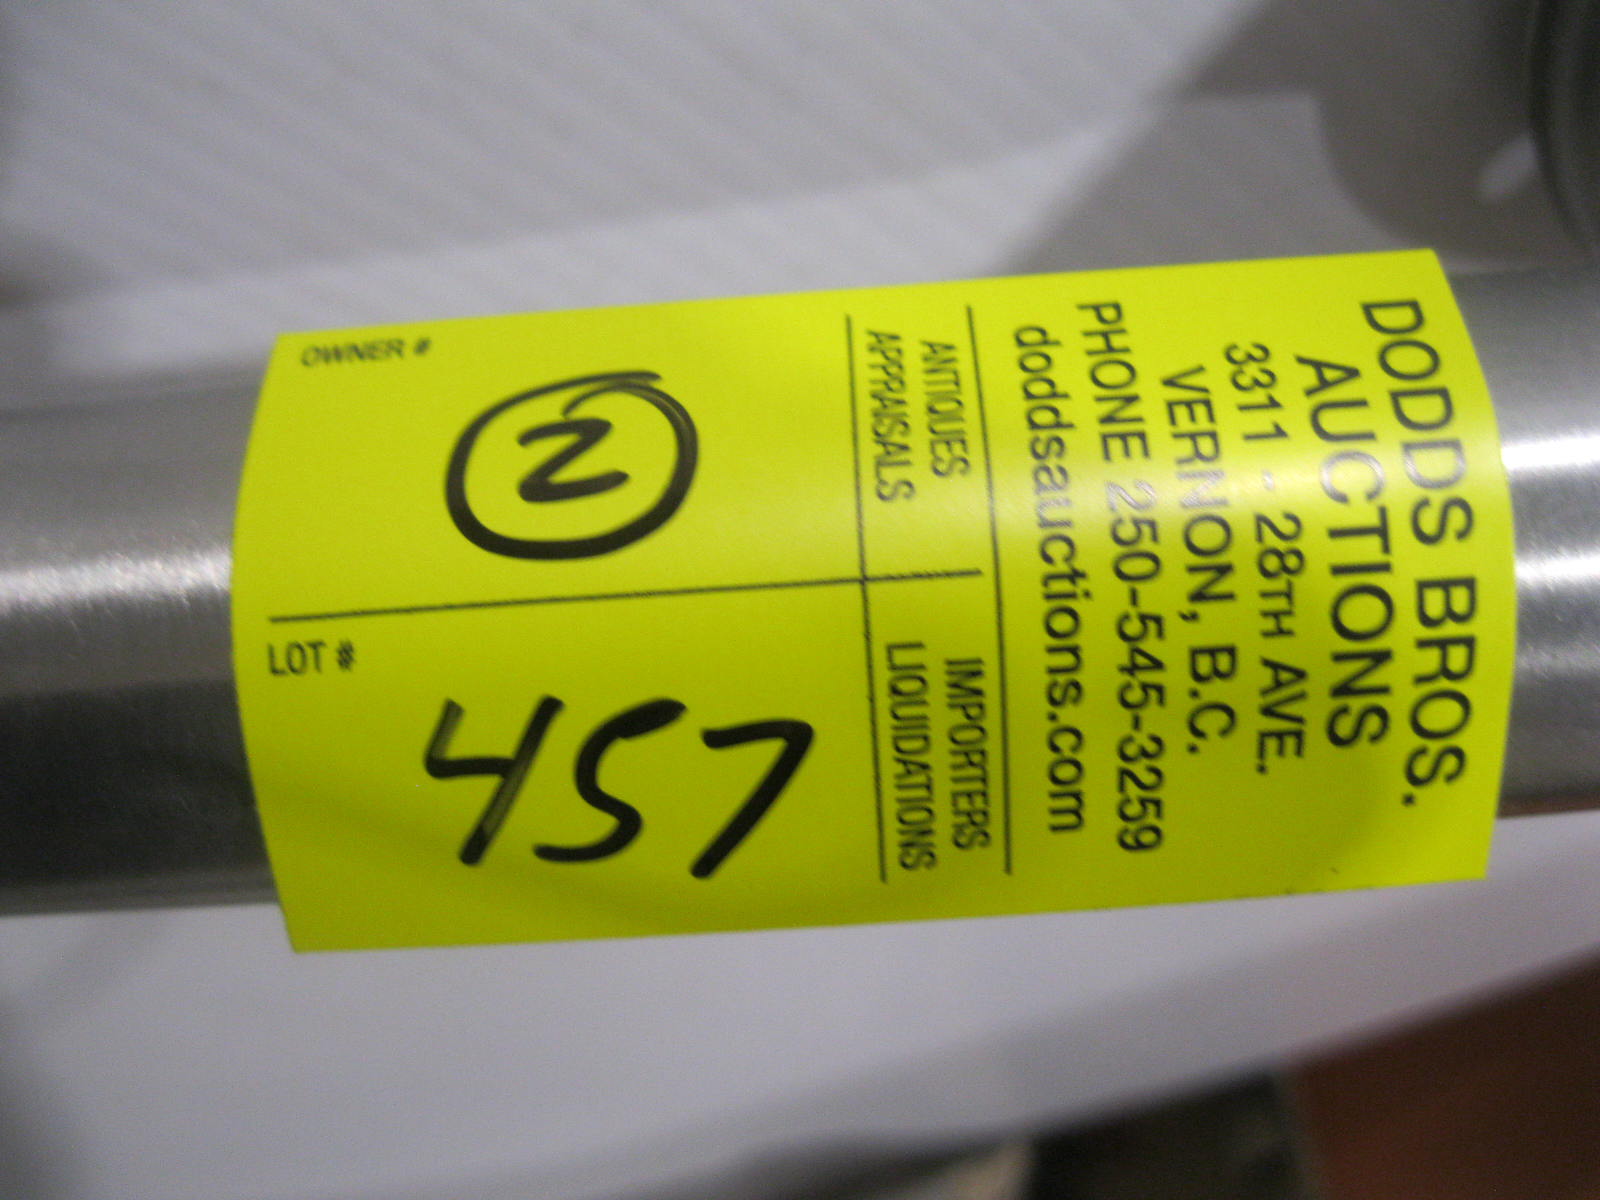 DODDS BROS.
AUCTIONS
3311 - 28TH AVE.
VERNON, B.C.
PHONE 250-545-3259
doddsauctions.com
ANTIQUES IMPORTERS
APPRAISALS LIQUIDATIONS
OWNER #
2
LOT #
457